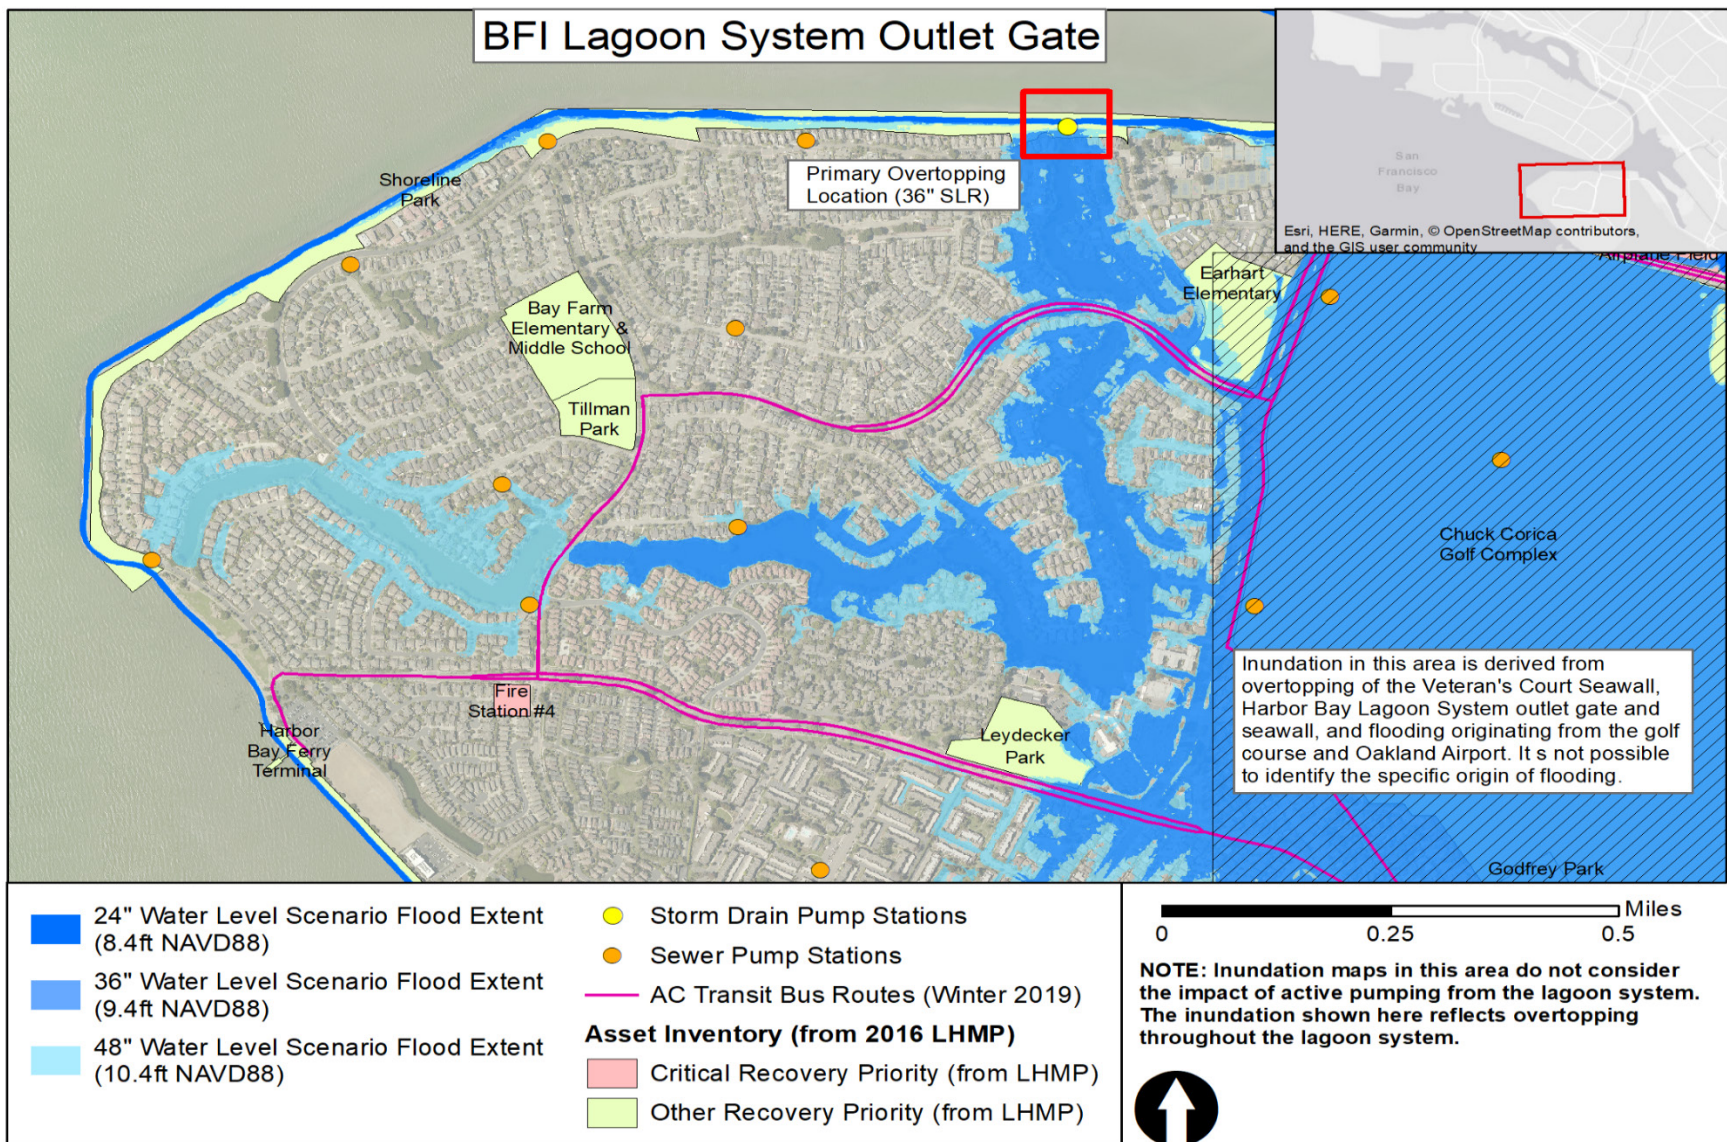 BFI Lagoon System Outlet Gate
San
Francisco
Bay
Esri, HERE, Garmin, © OpenStreetMap contributors,
and the GIS user community
Airplane Field
Primary Overtopping
Location (36" SLR)
Shoreline
Park
Earhart
Elementary
Bay Farm
Elementary &
Middle School
Tillman
Park
Chuck Corica
Golf Complex
Inundation in this area is derived from
overtopping of the Veteran's Court Seawall,
Harbor Bay Lagoon System outlet gate and
seawall, and flooding originating from the golf
course and Oakland Airport. It s not possible
to identify the specific origin of flooding.
Fire
Station #4
Harbor
Bay Ferry
Terminal
Leydecker
Park
Godfrey Park
24" Water Level Scenario Flood Extent
(8.4ft NAVD88)
36" Water Level Scenario Flood Extent
(9.4ft NAVD88)
48" Water Level Scenario Flood Extent
(10.4ft NAVD88)
Storm Drain Pump Stations
Sewer Pump Stations
AC Transit Bus Routes (Winter 2019)
Asset Inventory (from 2016 LHMP)
Critical Recovery Priority (from LHMP)
Other Recovery Priority (from LHMP)
Miles
0 0.25 0.5
NOTE: Inundation maps in this area do not consider
the impact of active pumping from the lagoon system.
The inundation shown here reflects overtopping
throughout the lagoon system.